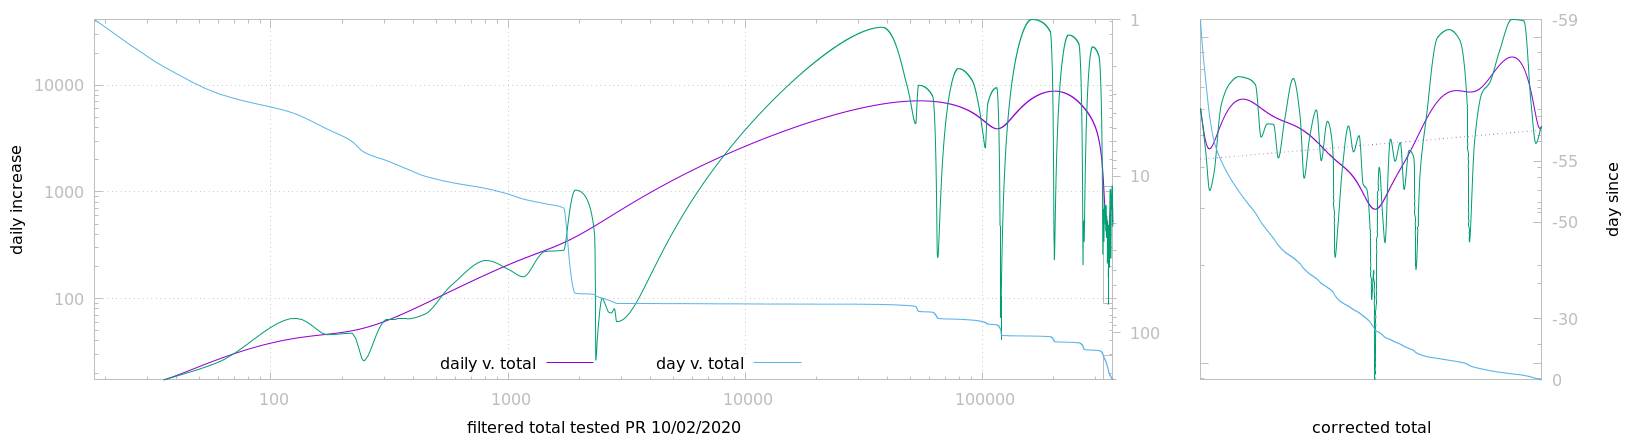 daily increase
10000
1000
100
100
1000
10000
100000
1
10
100
daily v. total
day v. total
filtered total tested PR 10/02/2020
-59
-55
-50
-30
0
day since
corrected total